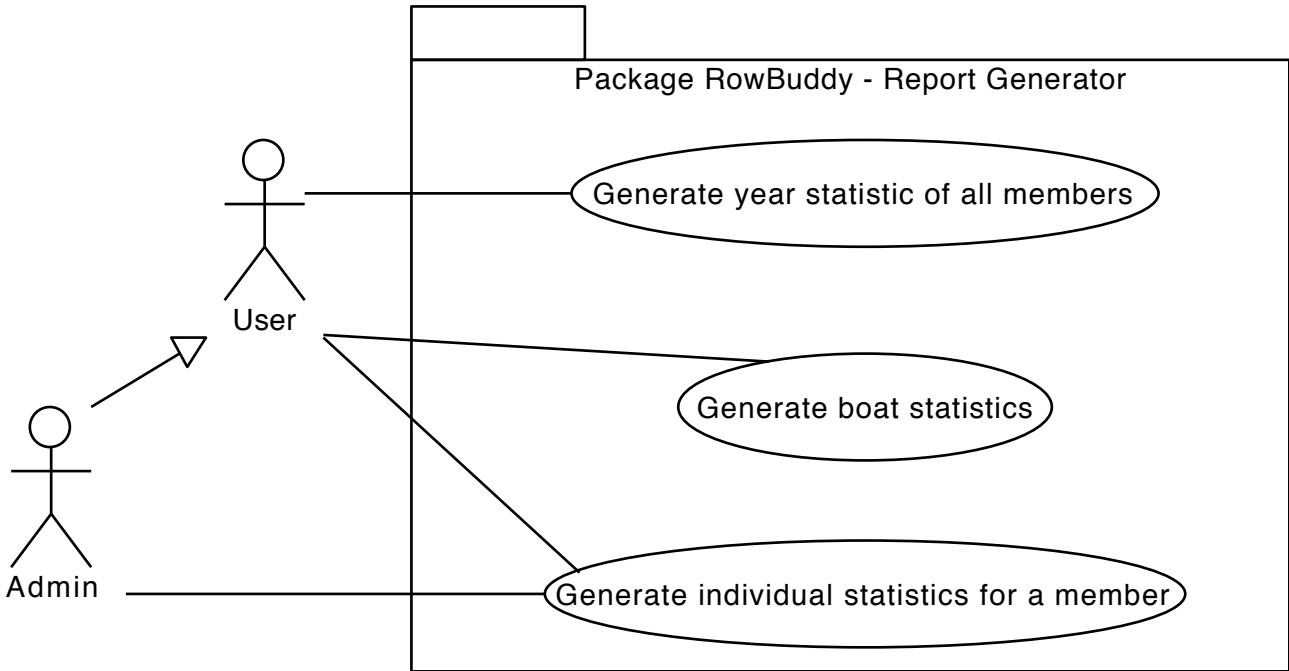 Package RowBuddy - Report Generator
Generate year statistic of all members
User
Generate boat statistics
Admin
Generate individual statistics for a member